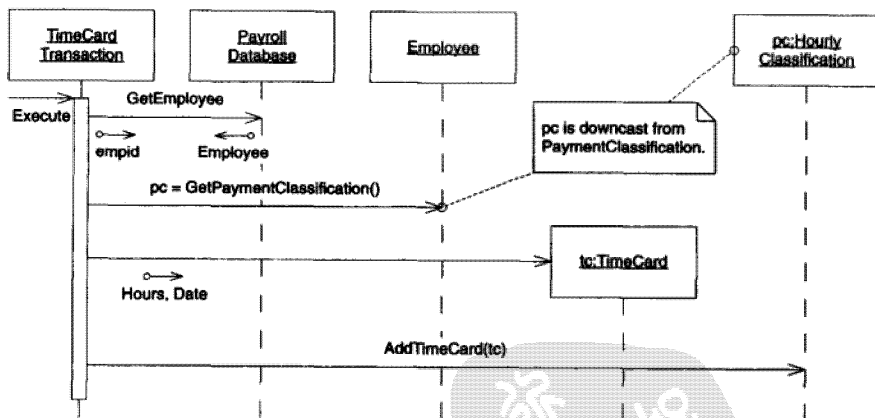 TimeCard
Transaction
Payroll
Database
Employee
pc:Hourly
Classification
Execute
GetEmployee
empid
Employee
pc is downcast from
PaymentClassification.
pc = GetPaymentClassification()
tc:TimeCard
Hours, Date
AddTimeCard(tc)